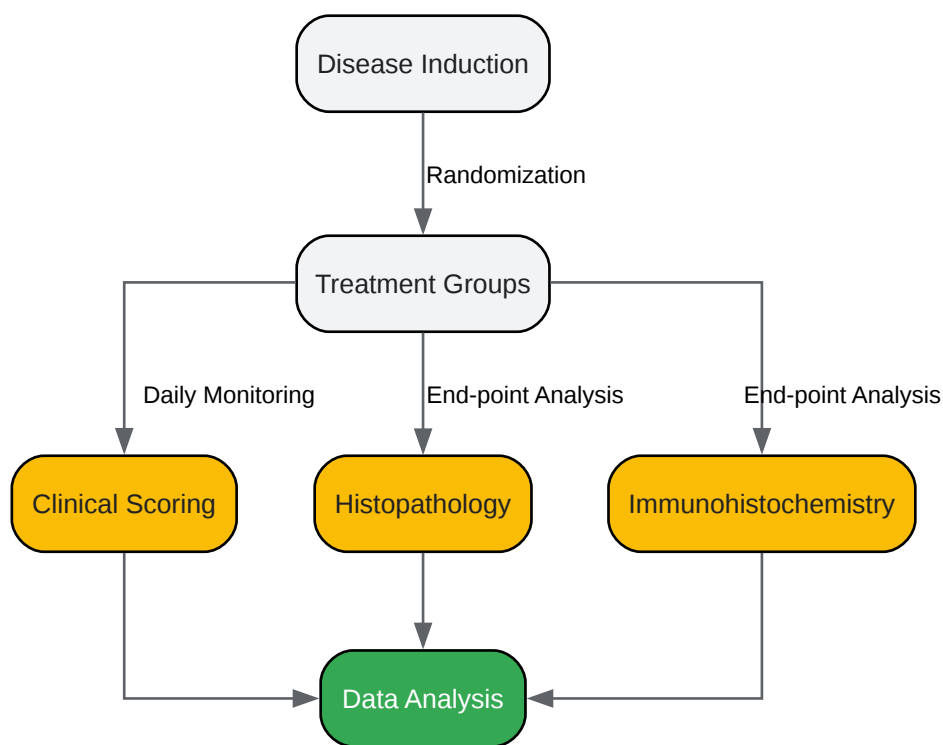 Disease Induction
Randomization
Treatment Groups
Daily Monitoring
End-point Analysis
End-point Analysis
Clinical Scoring
Histopathology
Immunohistochemistry
Data Analysis